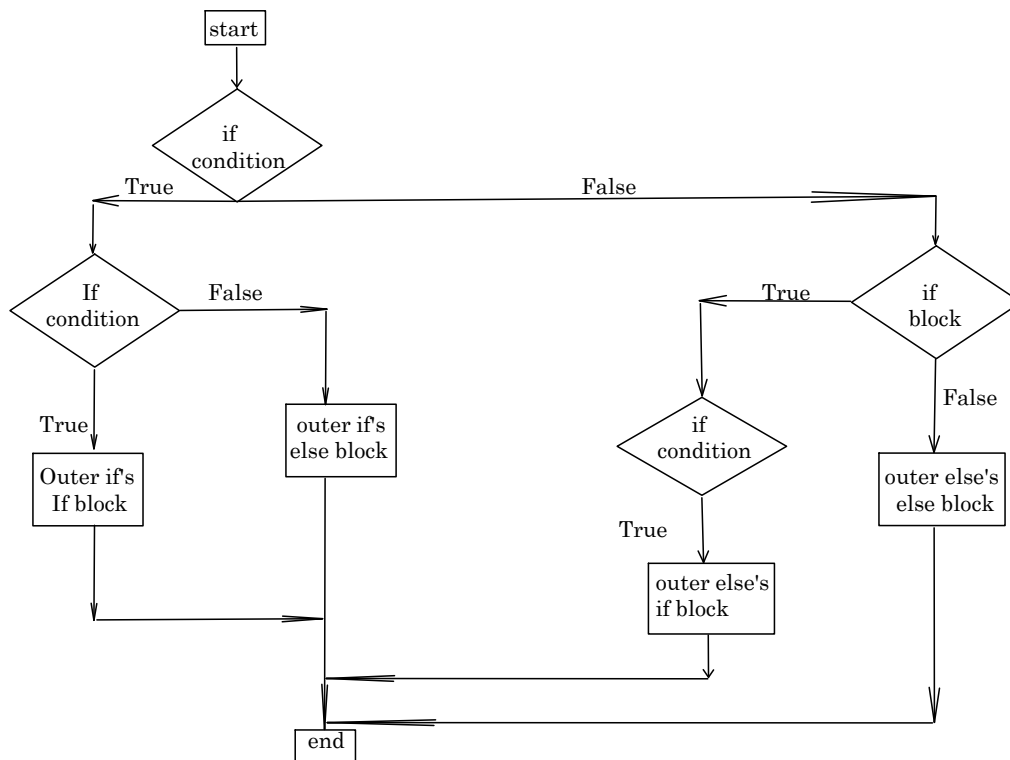 start
if
condition
True
False
If
condition
False
True
if
block
True
outer if's
else block
if
condition
False
Outer if's
If block
outer else's
else block
True
outer else's
if block
end